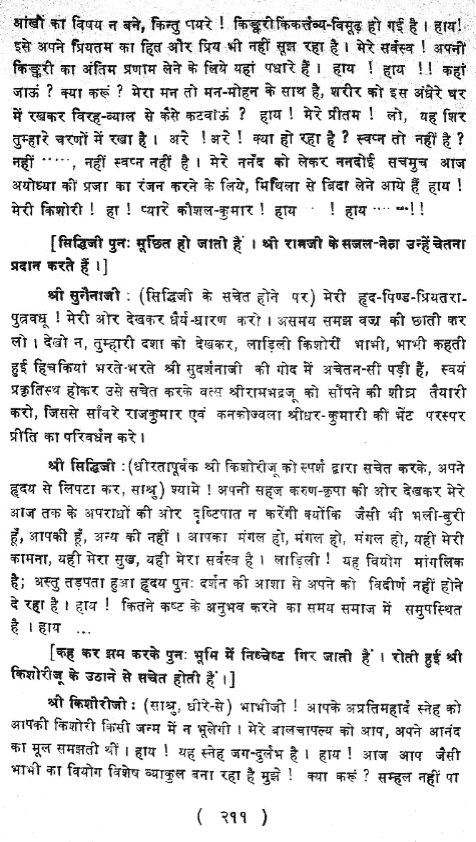 आंखों का विषय न बने, किन्तु प्यारे ! किङ्करी किंकर्तव्य-विमूढ़ हो गई है । हाय!
इसे अपने प्रियतम का हित और प्रिय भी नहीं सूझ रहा है । मेरे सर्वस्व ! अपनी
किङ्करी का अंतिम प्रणाम लेने के लिये यहां पधारे हैं । हाय ! हाय !! कहां
जाऊं ? क्या करूं ? मेरा मन तो मन-मोहन के साथ है, शरीर को इस अंधेरे घर
में रखकर विरह-व्याल से कैसे कटवाऊं ? हाय ! मेरे प्रीतम ! लो, यह शिर
तुम्हारे चरणों में रखा है । अरे ! अरे ! क्या हो रहा है ? स्वप्न तो नहीं है ?
नहीं ·····, नहीं स्वप्न नहीं है । मेरे ननँद को लेकर ननदोई सचमुच आज
अयोध्या की प्रजा का रंजन करने के लिये, मिथिला से बिदा लेने आये हैं हाय !
मेरी किशोरी ! हा ! प्यारे कौशल-कुमार ! हाय ! हाय ·····!!
[सिद्धिजी पुनः मूर्छित हो जाती हैं । श्री रामजी के सजल-नेत्र उन्हें चेतना
प्रदान करते हैं ।]
श्री सुनैनाजी : (सिद्धिजी के सचेत होने पर) मेरी हृद-पिण्ड-प्रियतरा-
पुत्रवधू ! मेरी ओर देखकर धैर्य-धारण करो । असमय समझ वज्र की छाती कर
लो । देखो न, तुम्हारी दशा को देखकर, लाड़िली किशोरी भाभी, भाभी कहती
हुई हिचकियां भरते-भरते श्री सुदर्शनाजी की गोद में अचेतन-सी पड़ी हैं, स्वयं
प्रकृतिस्थ होकर उसे सचेत करके वत्स श्रीरामभद्रजू को सौंपने की शीघ्र तैयारी
करो, जिससे साँवरे राजकुमार एवं कनकोज्वला श्रीधर-कुमारी की भेंट परस्पर
प्रीति का परिवर्धन करे ।
श्री सिद्धिजी : (धीरतापूर्वक श्री किशोरीजू को स्पर्श द्वारा सचेत करके, अपने
हृदय से लिपटा कर, साश्रु) श्यामे ! अपनी सहज करुण-कृपा की ओर देखकर मेरे
आज तक के अपराधों की ओर दृष्टिपात न करेंगी क्योंकि जैसी भी भली-बुरी
हूँ, आपकी हूँ, अन्य की नहीं । आपका मंगल हो, मंगल हो, मंगल हो, यही मेरी
कामना, यही मेरा सुख, यही मेरा सर्वस्व है । लाड़िली ! यह वियोग मांगलिक
है; अस्तु तड़पता हुआ हृदय पुनः दर्शन की आशा से अपने को विदीर्ण नहीं होने
दे रहा है । हाय ! कितने कष्ट के अनुभव करने का समय समाज में समुपस्थित
है । हाय ...
[कह कर झम करके पुनः भूमि में निश्चेष्ट गिर जाती हैं । रोती हुई श्री
किशोरीजू के उठाने से सचेत होती हैं ।]
श्री किशोरीजी : (साश्रु, धीरे-से) भाभीजी ! आपके अप्रतिमहार्द स्नेह को
आपकी किशोरी किसी जन्म में न भूलेगी । मेरे बालचापल्य को आप, अपने आनंद
का मूल समझती थीं । हाय ! यह स्नेह जग-दुर्लभ है । हाय ! आज आप जैसी
भाभी का वियोग विशेष व्याकुल बना रहा है मुझे ! क्या करूं ? सम्हल नहीं पा
( २११ )